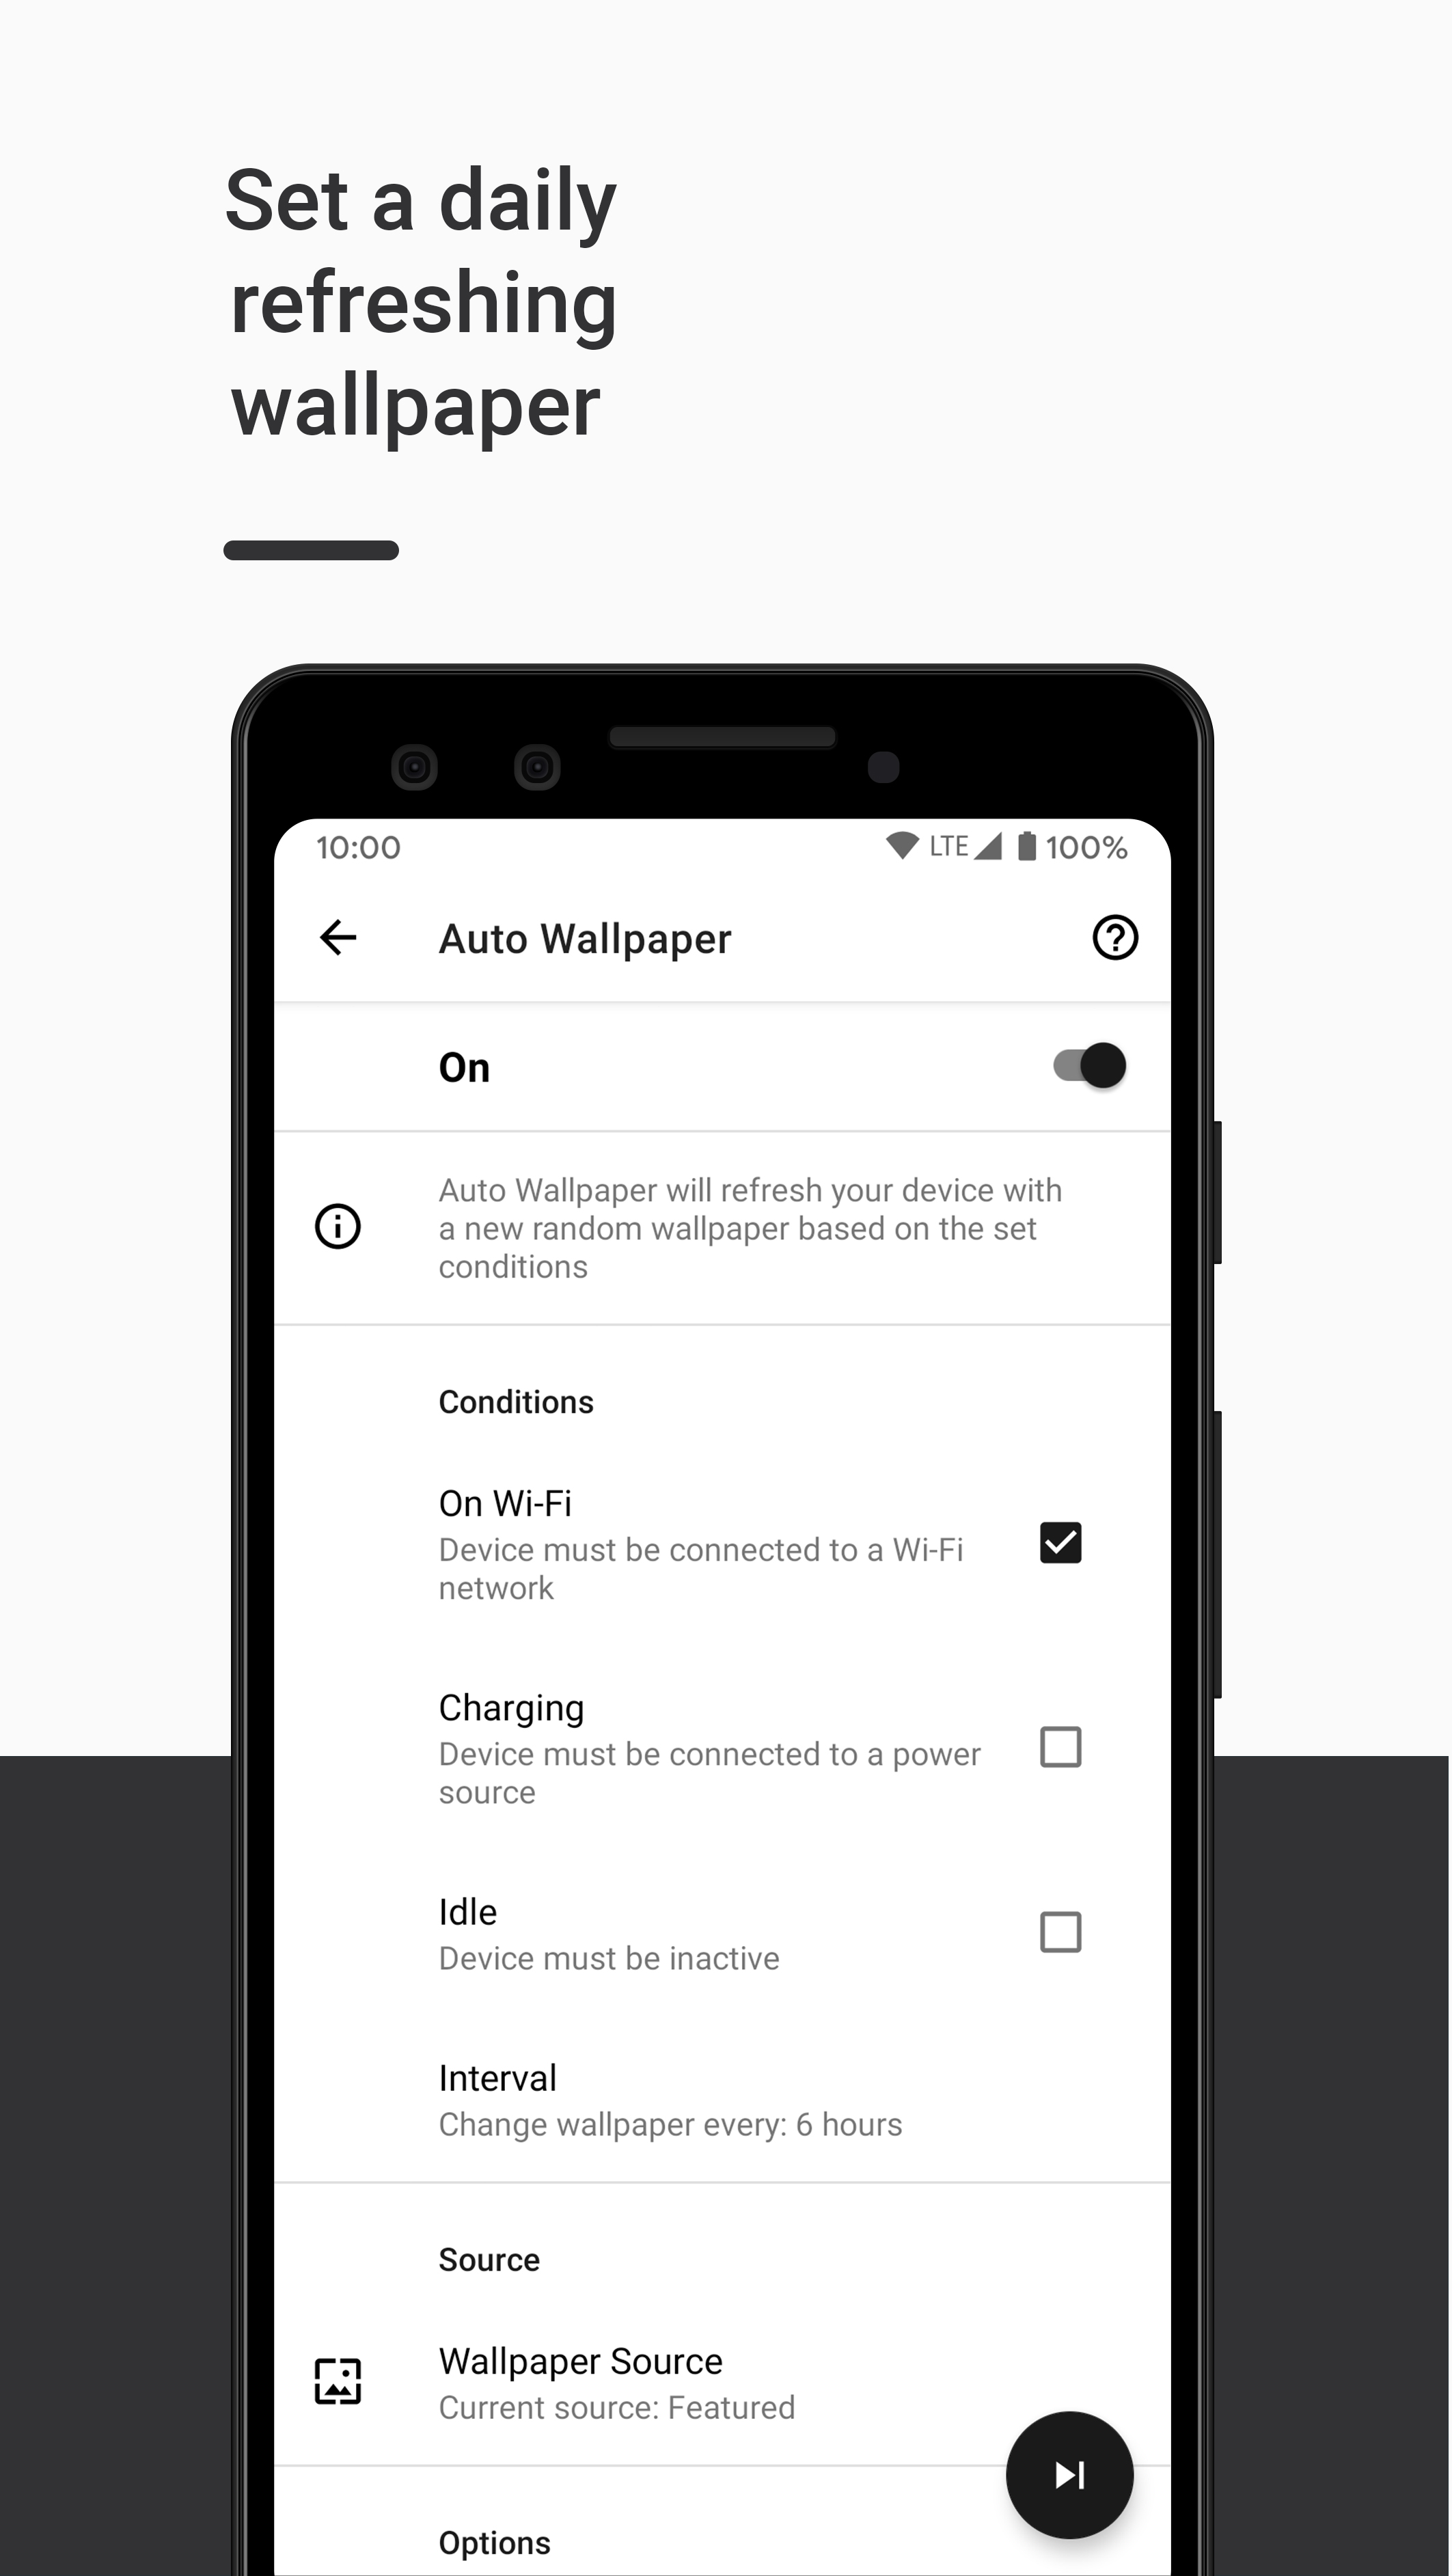 Set a daily
refreshing
wallpaper
10:00 LTE 100%
Auto Wallpaper
On
Auto Wallpaper will refresh your device with
a new random wallpaper based on the set
conditions
Conditions
On Wi-Fi
Device must be connected to a Wi-Fi
network
Charging
Device must be connected to a power
source
Idle
Device must be inactive
Interval
Change wallpaper every: 6 hours
Source
Wallpaper Source
Current source: Featured
Options